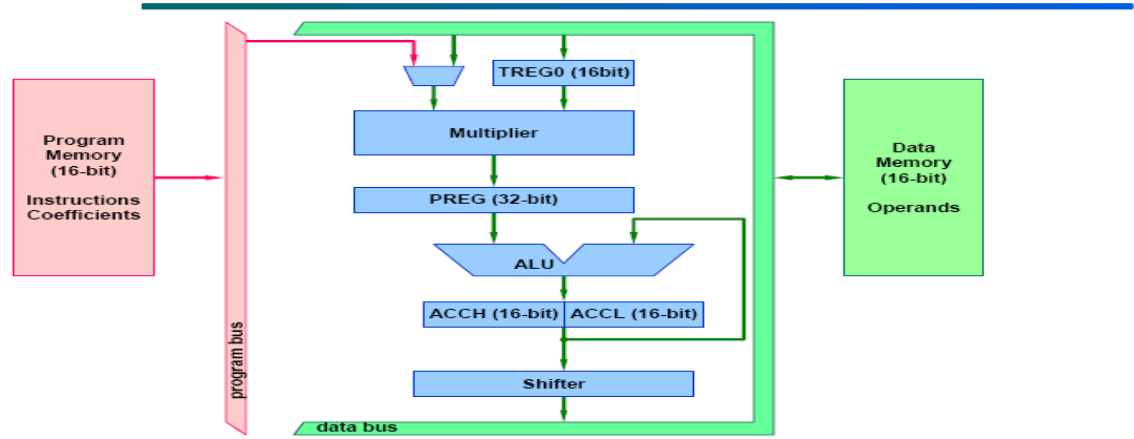 TREG0 (16bit)
Program
Memory
(16-bit)
Instructions
Coefficients
Multiplier
Data
Memory
(16-bit)
Operands
PREG (32-bit)
ALU
ACCH (16-bit)
ACCL (16-bit)
program bus
Shifter
data bus